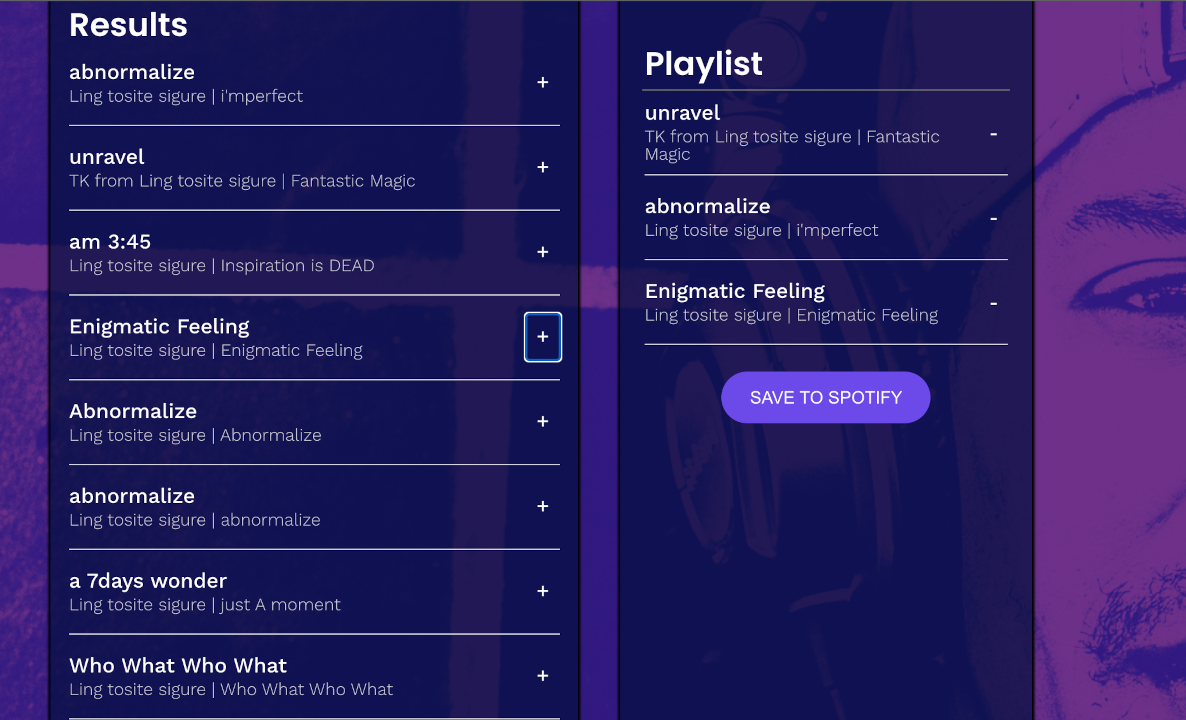 Results
abnormalize
Ling tosite sigure | i'mperfect
+
unravel
TK from Ling tosite sigure | Fantastic Magic
+
am 3:45
Ling tosite sigure | Inspiration is DEAD
+
Enigmatic Feeling
Ling tosite sigure | Enigmatic Feeling
+
Abnormalize
Ling tosite sigure | Abnormalize
+
abnormalize
Ling tosite sigure | abnormalize
+
a 7days wonder
Ling tosite sigure | just A moment
+
Who What Who What
Ling tosite sigure | Who What Who What
+
Playlist
unravel
TK from Ling tosite sigure | Fantastic
Magic
-
abnormalize
Ling tosite sigure | i'mperfect
-
Enigmatic Feeling
Ling tosite sigure | Enigmatic Feeling
-
SAVE TO SPOTIFY